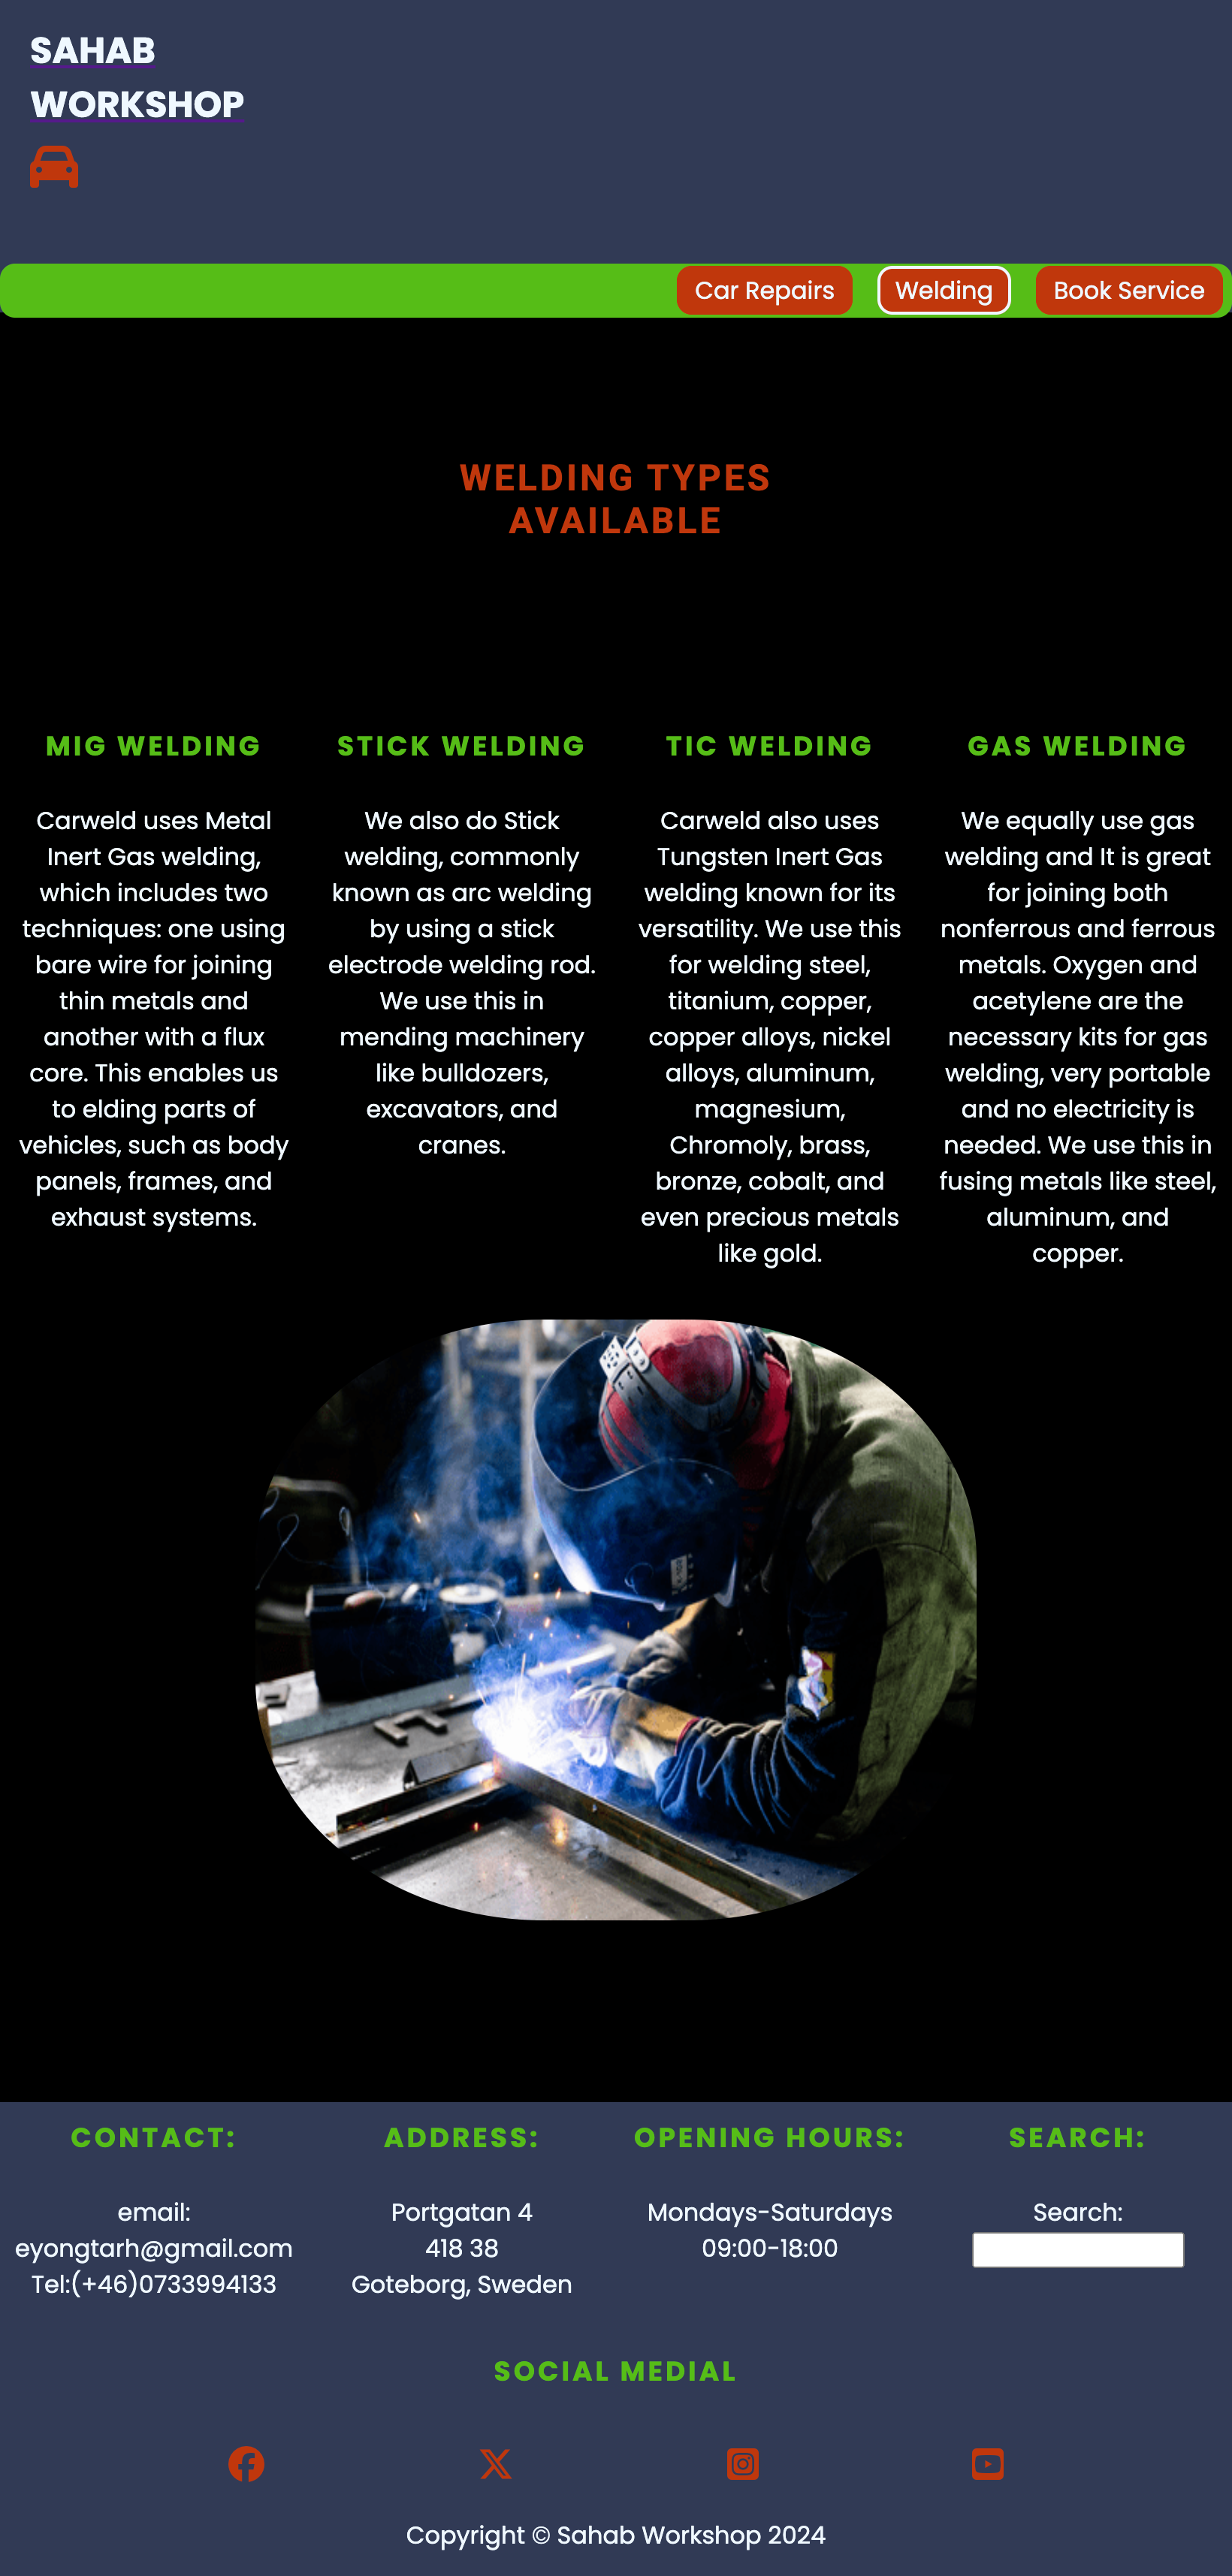 SAHAB
WORKSHOP
Car Repairs
Welding
Book Service
WELDING TYPES
AVAILABLE
MIG WELDING
Carweld uses Metal
Inert Gas welding,
which includes two
techniques: one using
bare wire for joining
thin metals and
another with a flux
core. This enables us
to elding parts of
vehicles, such as body
panels, frames, and
exhaust systems.
STICK WELDING
We also do Stick
welding, commonly
known as arc welding
by using a stick
electrode welding rod.
We use this in
mending machinery
like bulldozers,
excavators, and
cranes.
TIC WELDING
Carweld also uses
Tungsten Inert Gas
welding known for its
versatility. We use this
for welding steel,
titanium, copper,
copper alloys, nickel
alloys, aluminum,
magnesium,
Chromoly, brass,
bronze, cobalt, and
even precious metals
like gold.
GAS WELDING
We equally use gas
welding and It is great
for joining both
nonferrous and ferrous
metals. Oxygen and
acetylene are the
necessary kits for gas
welding, very portable
and no electricity is
needed. We use this in
fusing metals like steel,
aluminum, and
copper.
CONTACT:
email:
eyongtarh@gmail.com
Tel:(+46)0733994133
ADDRESS:
Portgatan 4
418 38
Goteborg, Sweden
OPENING HOURS:
Mondays-Saturdays
09:00-18:00
SEARCH:
Search:
SOCIAL MEDIAL
Copyright © Sahab Workshop 2024